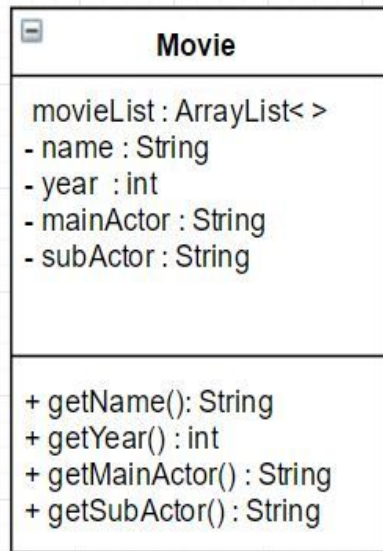 Movie
movieList : ArrayList< >
- name : String
- year : int
- mainActor : String
- subActor : String
+ getName(): String
+ getYear() : int
+ getMainActor() : String
+ getSubActor() : String